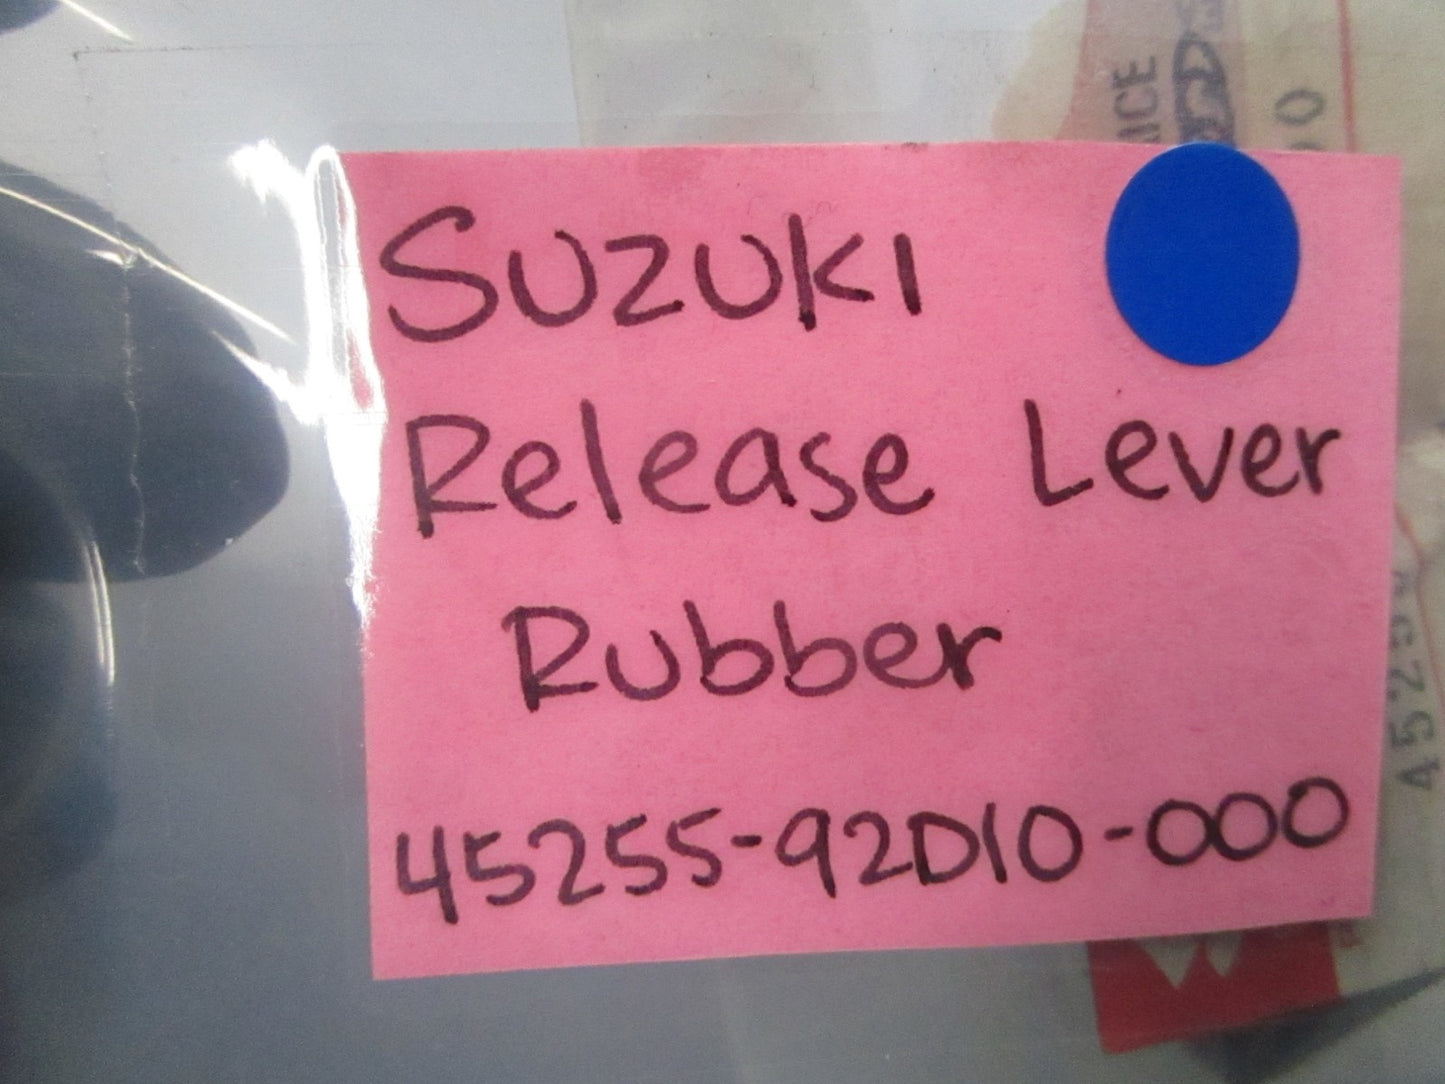 Suzuki
Release Lever
Rubber
45255-92D10-000